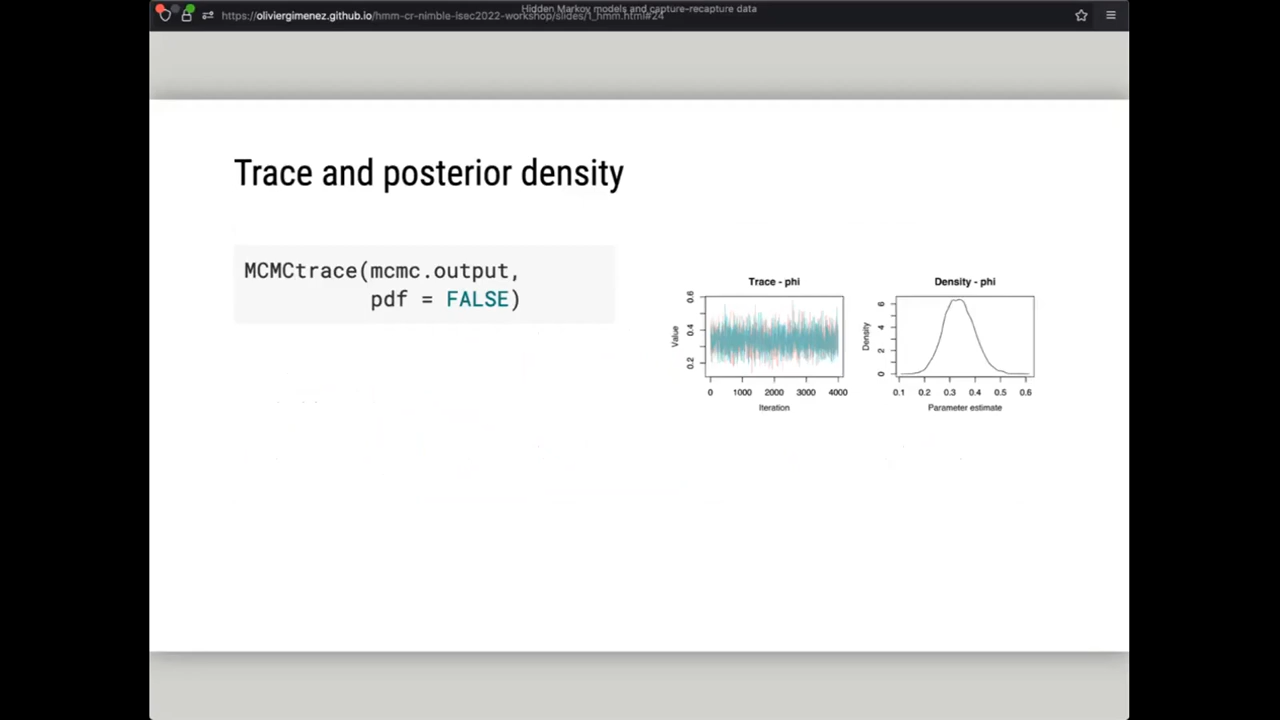 Hidden Markov models and capture-recapture data
https://oliviergimenez.github.io/hmm-cr-nimble-isec2022-workshop/slides/1_hmm.html#24
Trace and posterior density
MCMCtrace(mcmc.output,
pdf = FALSE)
Trace - phi
Value
0.6
0.4
0.2
0 1000 2000 3000 4000
Iteration
Density - phi
Density
6
4
2
0
0.1 0.2 0.3 0.4 0.5 0.6
Parameter estimate